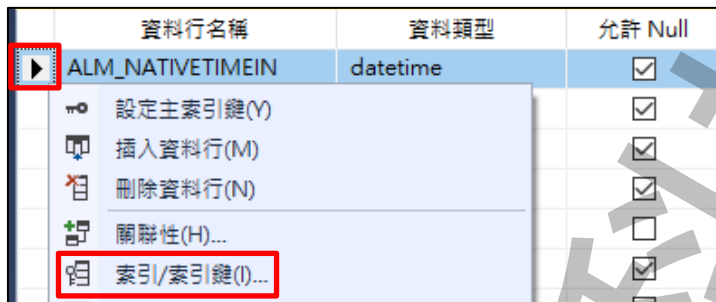 資料行名稱 資料類型 允許 Null
ALM_NATIVETIMEIN datetime
設定主索引鍵(Y)
插入資料行(M)
刪除資料行(N)
關聯性(H)...
索引/索引鍵(I)...